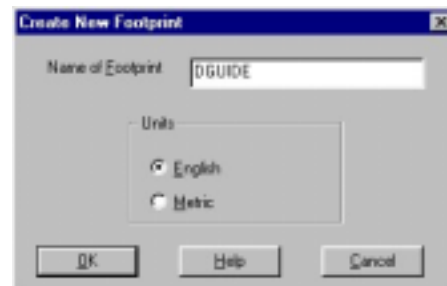 Create New Footprint
Name of Footprint DGUIDE
Units
English
Metric
OK Help Cancel